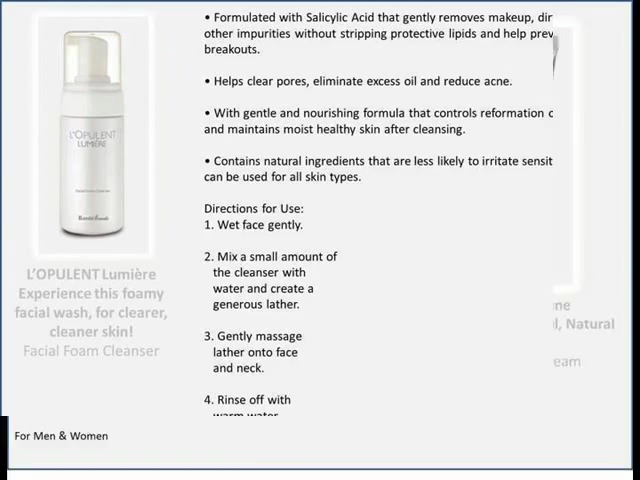 • Formulated with Salicylic Acid that gently removes makeup,
other impurities without stripping protective lipids and help
breakouts.
• Helps clear pores, eliminate excess oil and reduce acne.
• With gentle and nourishing formula that controls reformation
and maintains moist healthy skin after cleansing.
• Contains natural ingredients that are less likely to irritate
can be used for all skin types.
Directions for Use:
1. Wet face gently.
2. Mix a small amount of
the cleanser with
water and create a
generous lather.
3. Gently massage
lather onto face
and neck.
4. Rinse off with
warm water
L'OPULENT
LUMIÈRE
Facial Foam Cleanser
L'OPULENT Lumière
Experience this foamy
facial wash, for clearer,
cleaner skin!
Facial Foam Cleanser
Natural
For Men & Women